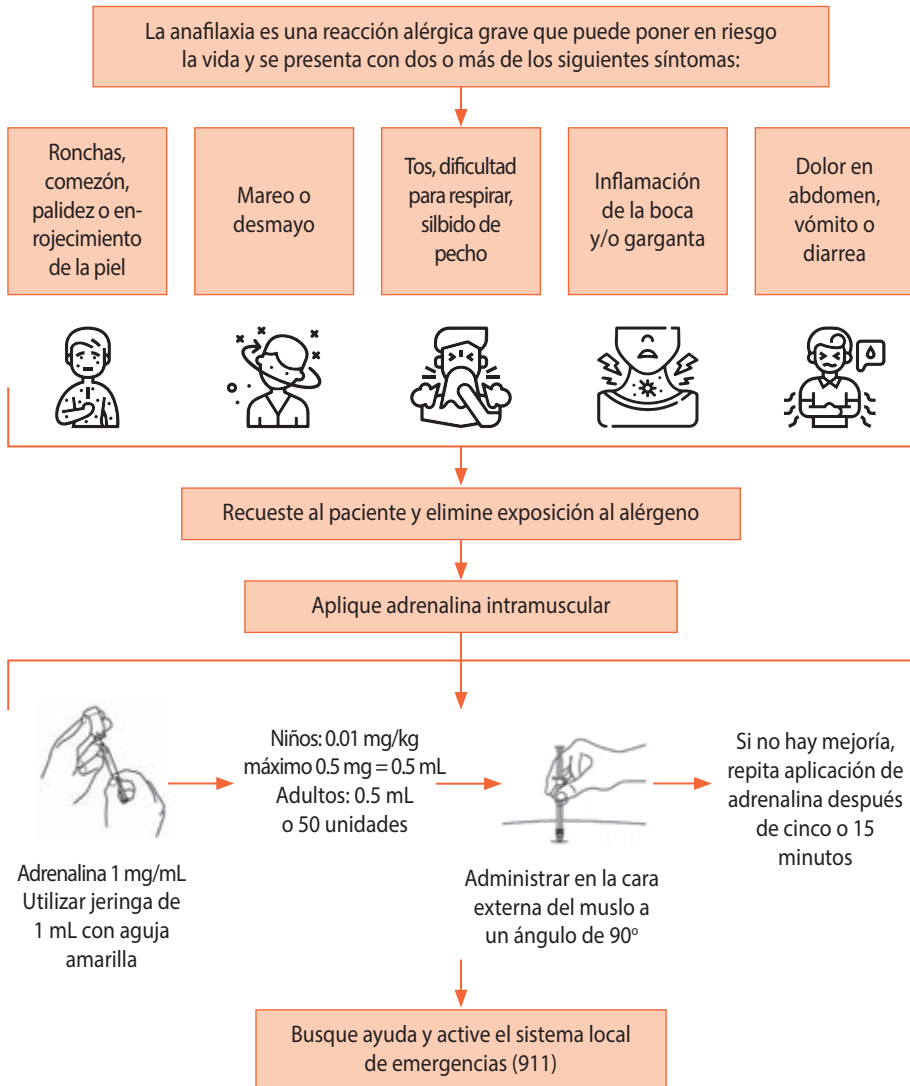 La anafilaxia es una reacción alérgica grave que puede poner en riesgo
la vida y se presenta con dos o más de los siguientes síntomas:
Ronchas,
comezón,
palidez o en-
rojecimiento
de la piel
Mareo o
desmayo
Tos, dificultad
para respirar,
silbido de
pecho
Inflamación
de la boca
y/o garganta
Dolor en
abdomen,
vómito o
diarrea
Recueste al paciente y elimine exposición al alérgeno
Aplique adrenalina intramuscular
Adrenalina 1 mg/mL
Utilizar jeringa de
1 mL con aguja
amarilla
Niños: 0.01 mg/kg
máximo 0.5 mg = 0.5 mL
Adultos: 0.5 mL
o 50 unidades
Administrar en la cara
externa del muslo a
un ángulo de 90º
Si no hay mejoría,
repita aplicación de
adrenalina después
de cinco o 15
minutos
Busque ayuda y active el sistema local
de emergencias (911)